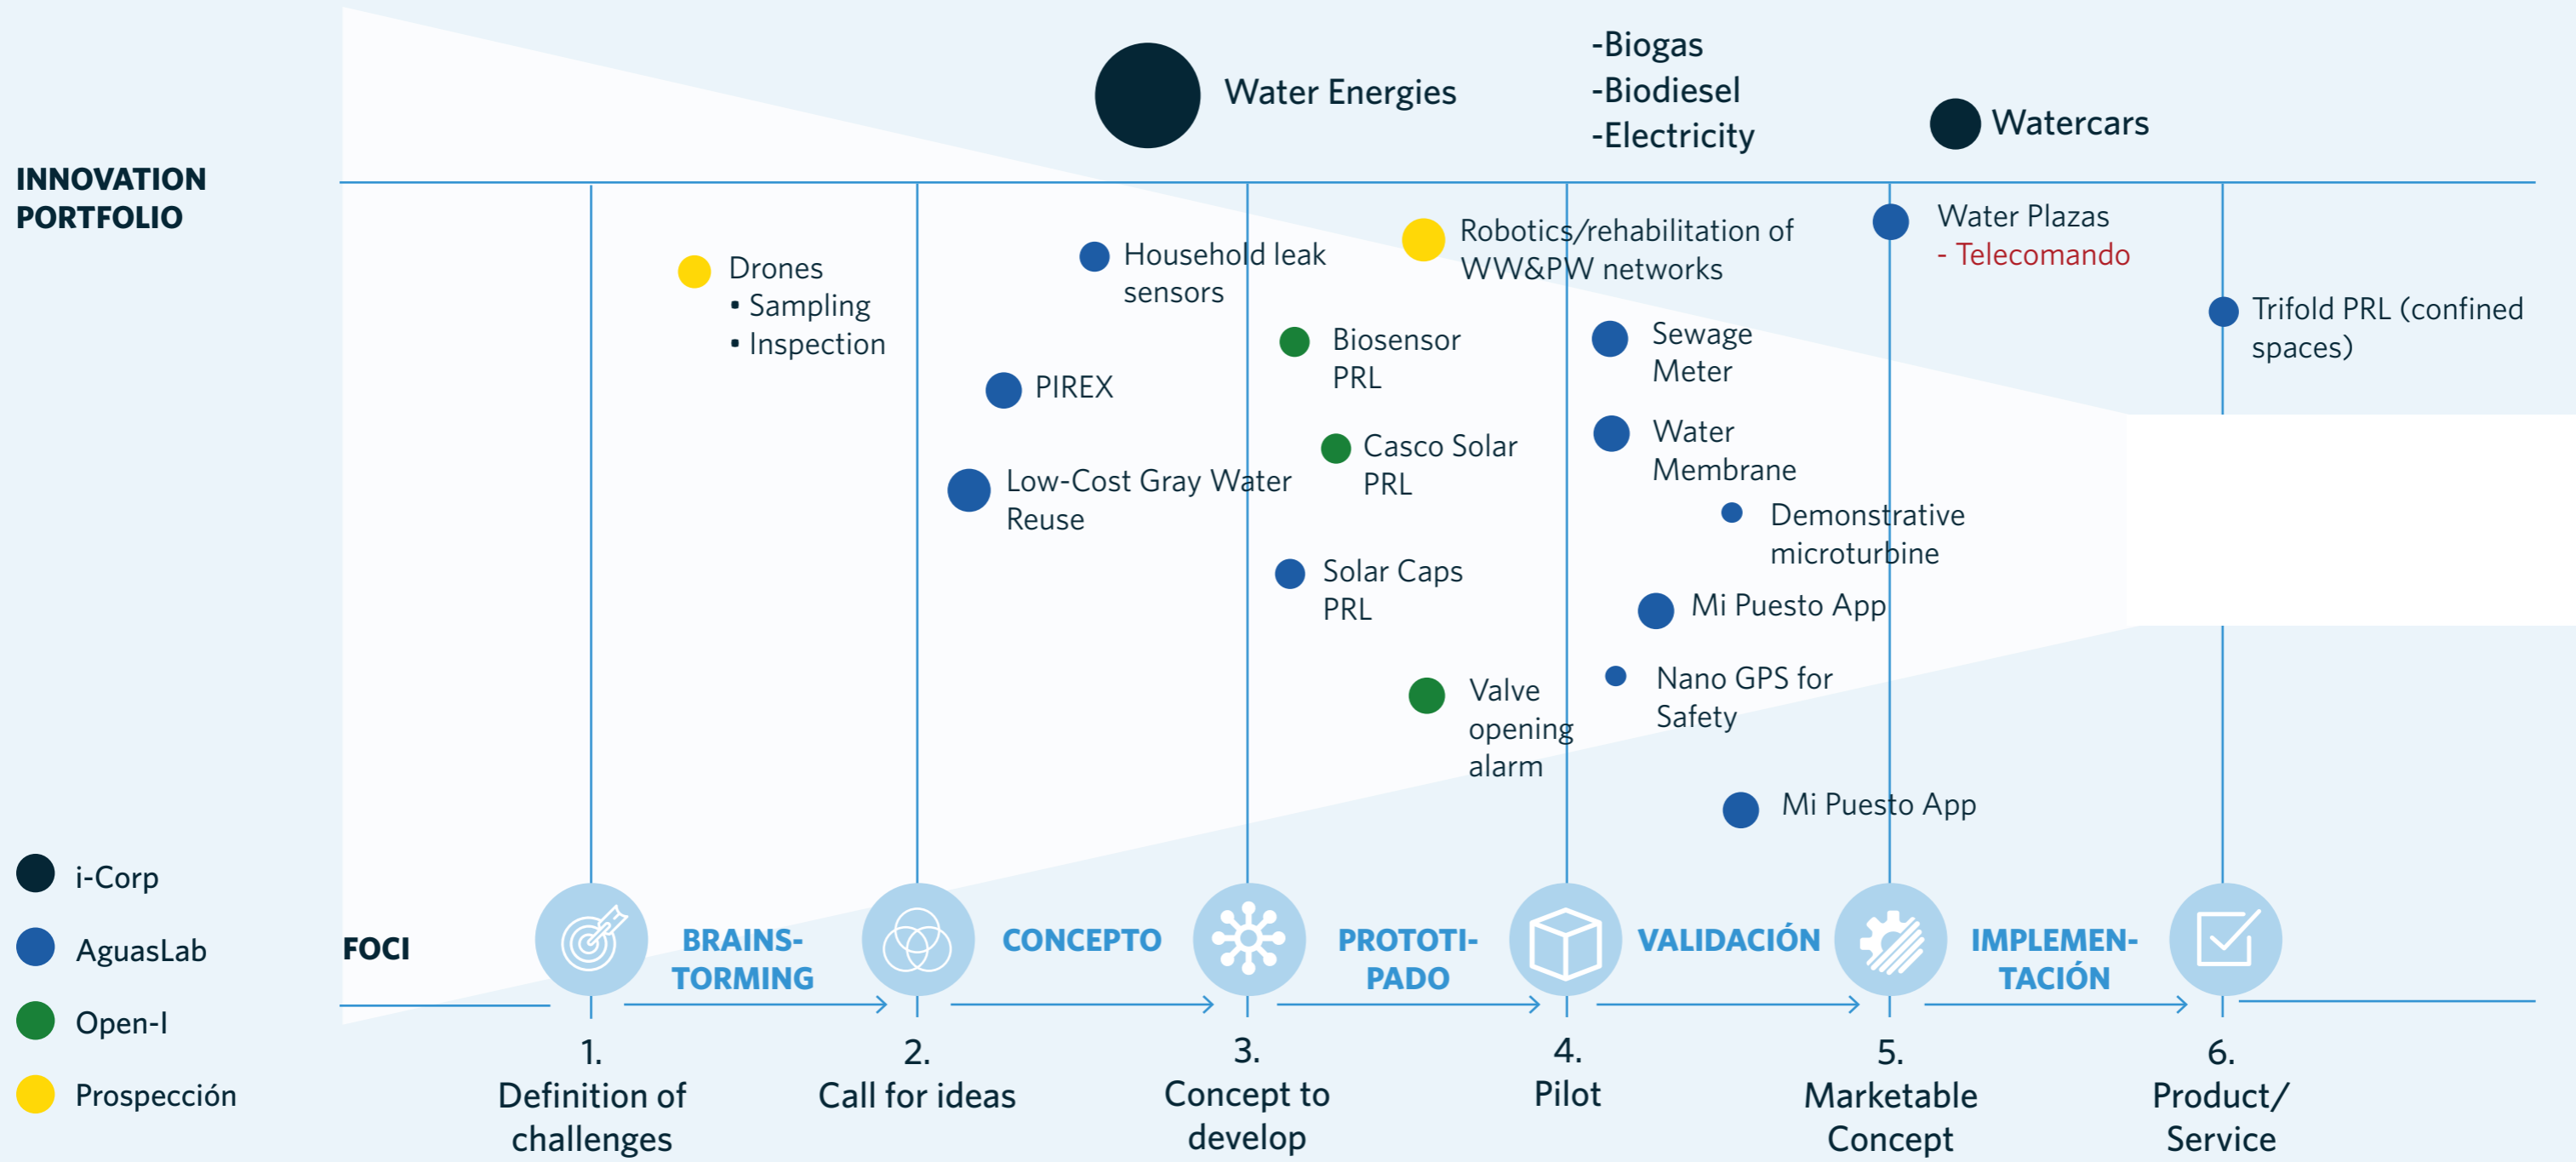 -Biogas
-Biodiesel
-Electricity
Water Energies
Watercars
INNOVATION
PORTFOLIO
Drones
▪ Sampling
▪ Inspection
Household leak
sensors
Robotics/rehabilitation of
WW&PW networks
Water Plazas
- Telecomando
Trifold PRL (confined
spaces)
PIREX
Biosensor
PRL
Sewage
Meter
Low-Cost Gray Water
Reuse
Casco Solar
PRL
Water
Membrane
Demonstrative
microturbine
Solar Caps
PRL
Mi Puesto App
Valve
opening
alarm
Nano GPS for
Safety
Mi Puesto App
i-Corp
AguasLab
Open-I
Prospección
FOCI
BRAINS-
TORMING
CONCEPTO
PROTOTI-
PADO
VALIDACIÓN
IMPLEMEN-
TACIÓN
1.
Definition of
challenges
2.
Call for ideas
3.
Concept to
develop
4.
Pilot
5.
Marketable
Concept
6.
Product/
Service